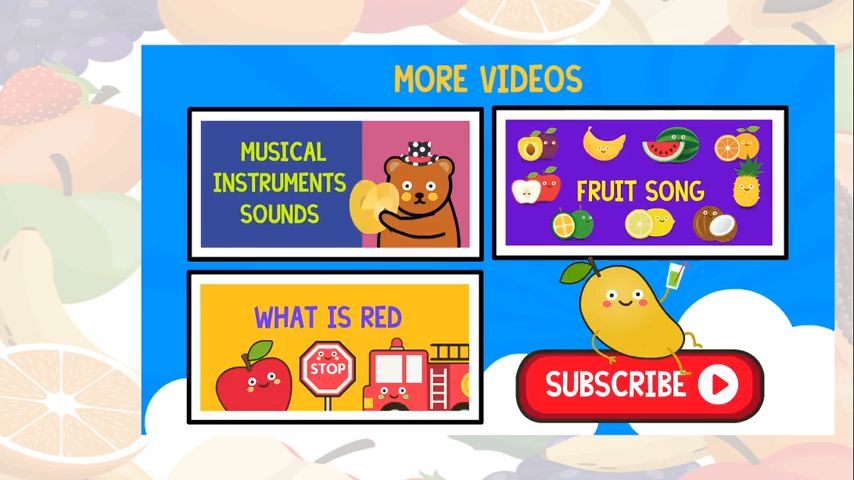 MORE VIDEOS
MUSICAL
INSTRUMENTS
SOUNDS
FRUIT SONG
WHAT IS RED
STOP
SUBSCRIBE